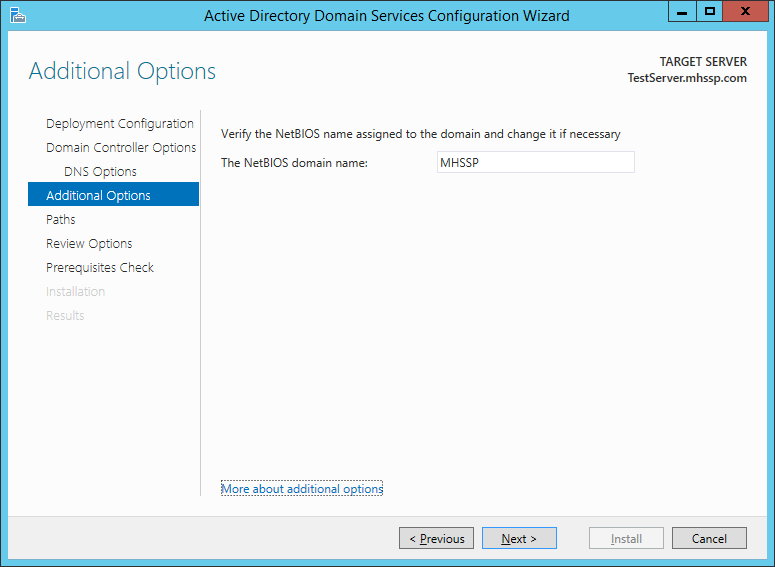 Active Directory Domain Services Configuration Wizard
Additional Options
TARGET SERVER
TestServer.mhssp.com
Deployment Configuration
Domain Controller Options
DNS Options
Additional Options
Paths
Review Options
Prerequisites Check
Installation
Results
Verify the NetBIOS name assigned to the domain and change it if necessary
The NetBIOS domain name: MHSSP
More about additional options
< Previous Next > Install Cancel